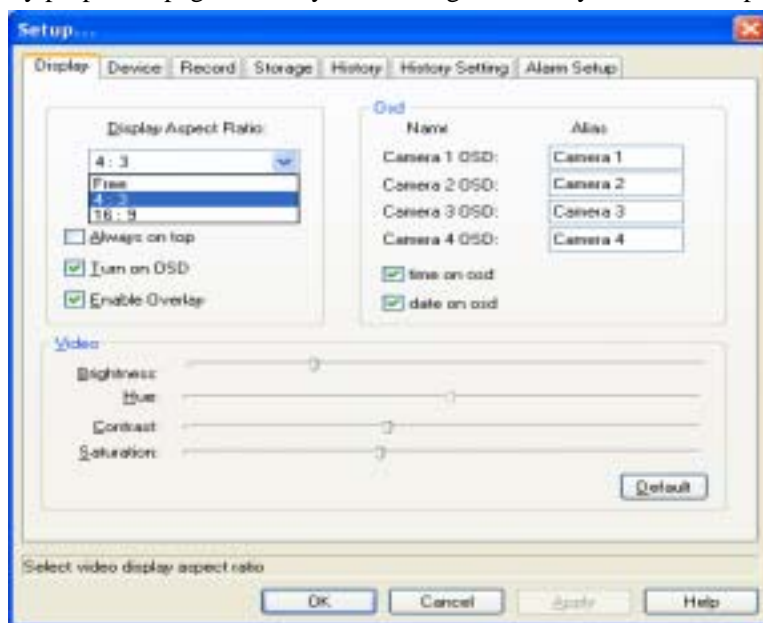 Setup...
Display Device Record Storage History History Setting Alarm Setup
Display Aspect Ratio:
4 : 3
Free
4 : 3
16 : 9
Always on top
Turn on OSD
Enable Overlay
Osd
Name Alias
Camera 1 OSD: Camera 1
Camera 2 OSD: Camera 2
Camera 3 OSD: Camera 3
Camera 4 OSD: Camera 4
time on osd
date on osd
Video
Brightness:
Hue:
Contrast:
Saturation:
Default
Select video display aspect ratio
OK Cancel Apply Help